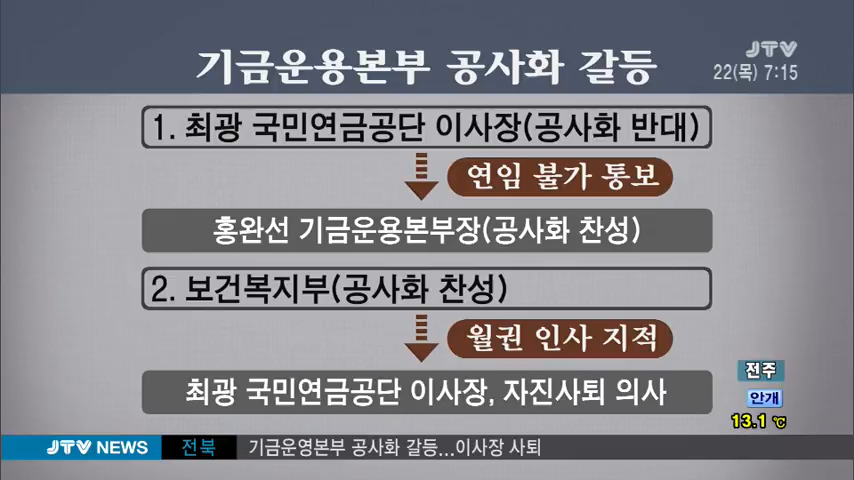 기금운용본부 공사화 갈등
JTV
22(목) 7:15
1. 최광 국민연금공단 이사장(공사화 반대)
연임 불가 통보
홍완선 기금운용본부장(공사화 찬성)
2. 보건복지부(공사화 찬성)
월권 인사 지적
최광 국민연금공단 이사장, 자진사퇴 의사
전주
안개
13.1 ℃
JTV NEWS 전북 기금운영본부 공사화 갈등...이사장 사퇴